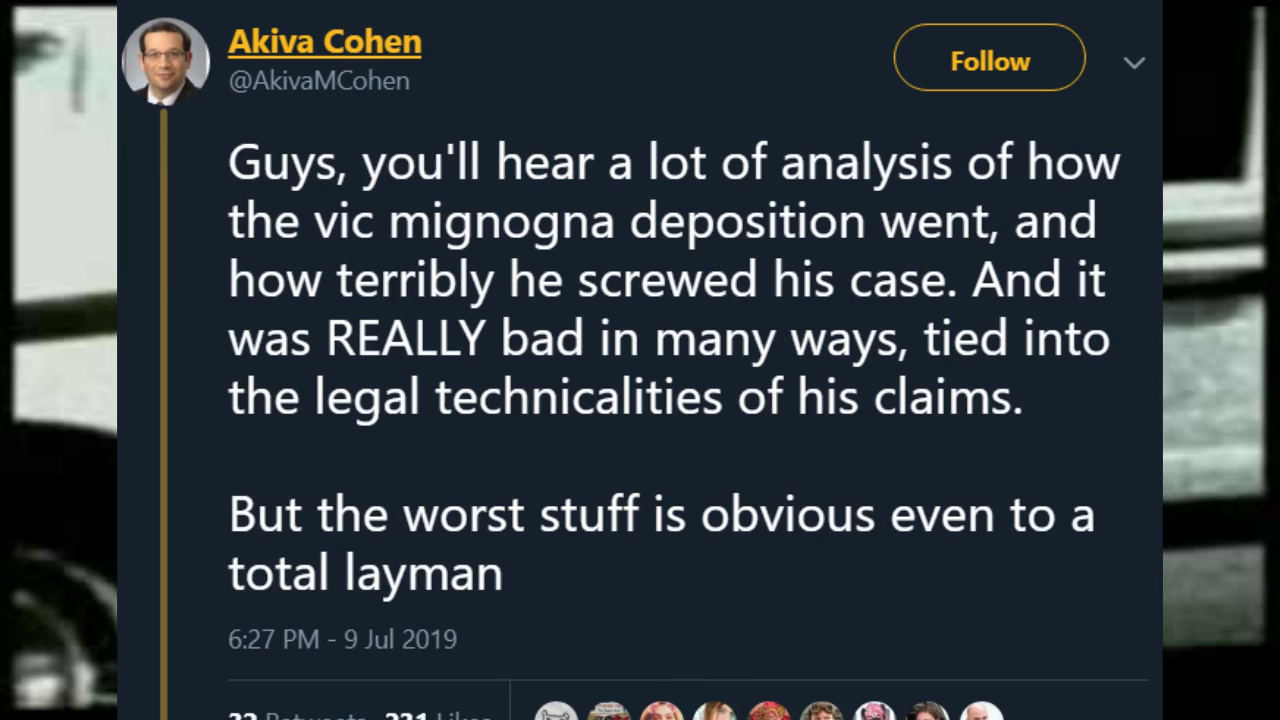 Akiva Cohen
@AkivaMCohen
Follow
Guys, you'll hear a lot of analysis of how
the vic mignogna deposition went, and
how terribly he screwed his case. And it
was REALLY bad in many ways, tied into
the legal technicalities of his claims.
But the worst stuff is obvious even to a
total layman
6:27 PM - 9 Jul 2019
Retweets Likes